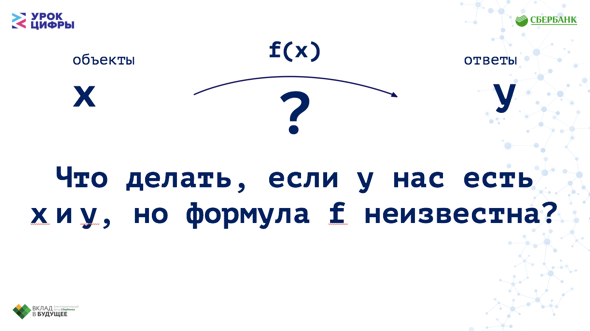 УРОК
ЦИФРЫ
СБЕРБАНК
f(x)
объекты
ответы
x
?
y
Что делать, если у нас есть
x и y, но формула f неизвестна?
ВКЛАД
В БУДУЩЕЕ